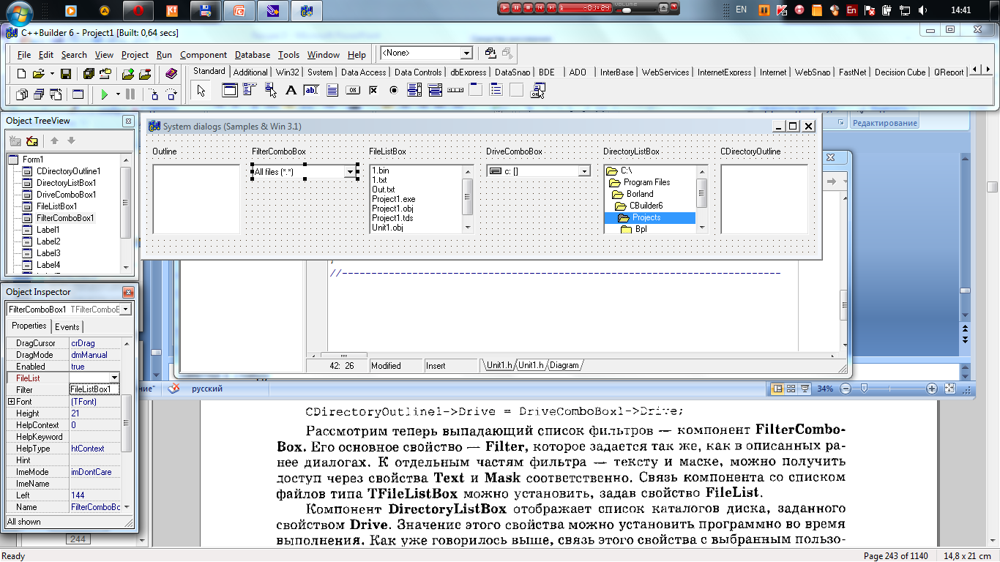 -0:1:24
VOLUME
EN
En
14:41
C++Builder 6 - Project1 [Built: 0,64 secs]
File Edit Search View Project Run Component Database Tools Window Help
<None>
Standard Additional Win32 System Data Access Data Controls dbExpress DataSnap BDE ADO InterBase WebServices InternetExpress Internet WebSnap FastNet Decision Cube QReport
Object TreeView
Form1
CDirectoryOutline1
DirectoryListBox1
DriveComboBox1
FileListBox1
FilterComboBox1
Label1
Label2
Label3
Label4
System dialogs (Samples & Win 3.1)
Outline
FilterComboBox
FileListBox
DriveComboBox
DirectoryListBox
CDirectoryOutline
All files (*.*)
1.bin
1.txt
Out.txt
Project1.exe
Project1.obj
Project1.tds
Unit1.obj
c: []
C:\
Program Files
Borland
CBuilder6
Projects
Bpl
Редактирование
//------------------------------------------------------------------------
42: 26 Modified Insert Unit1.h Unit1.h Diagram
Object Inspector
FilterComboBox1 TFilterComboB
Properties Events
DragCursor crDrag
DragMode dmManual
Enabled true
FileList
Filter FileListBox1
Font (TFont)
Height 21
HelpContext 0
HelpKeyword
HelpType htContext
Hint
ImeMode imDontCare
ImeName
Left 144
Name FilterComboBo
All shown
ние"
русский
34%
CDirectoryOutline1->Drive = DriveComboBox1->Drive;
Рассмотрим теперь выпадающий список фильтров — компонент FilterCombo-
Box. Его основное свойство — Filter, которое задается так же, как в описанных ра-
нее диалогах. К отдельным частям фильтра — тексту и маске, можно получить
доступ через свойства Text и Mask соответственно. Связь компонента со списком
файлов типа TFileListBox можно установить, задав свойство FileList.
Компонент DirectoryListBox отображает список каталогов диска, заданного
свойством Drive. Значение этого свойства можно установить программно во время
выполнения. Как уже говорилось выше, связь этого свойства с выбранным пользо-
244
Ready
Page 243 of 1140
14,8 x 21 cm